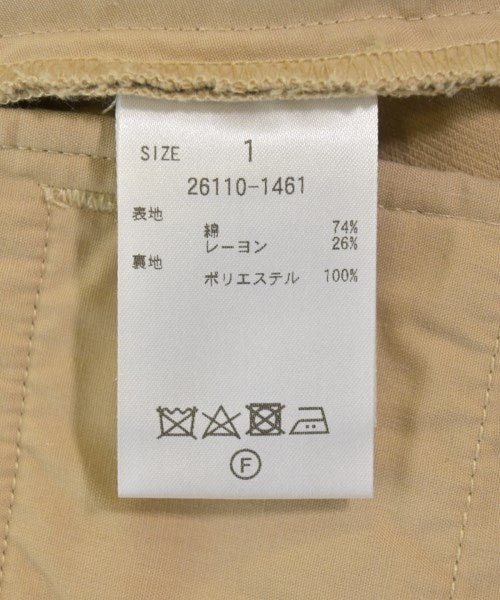 SIZE 1
26110-1461
表地
綿 74%
レーヨン 26%
裏地
ポリエステル 100%
F